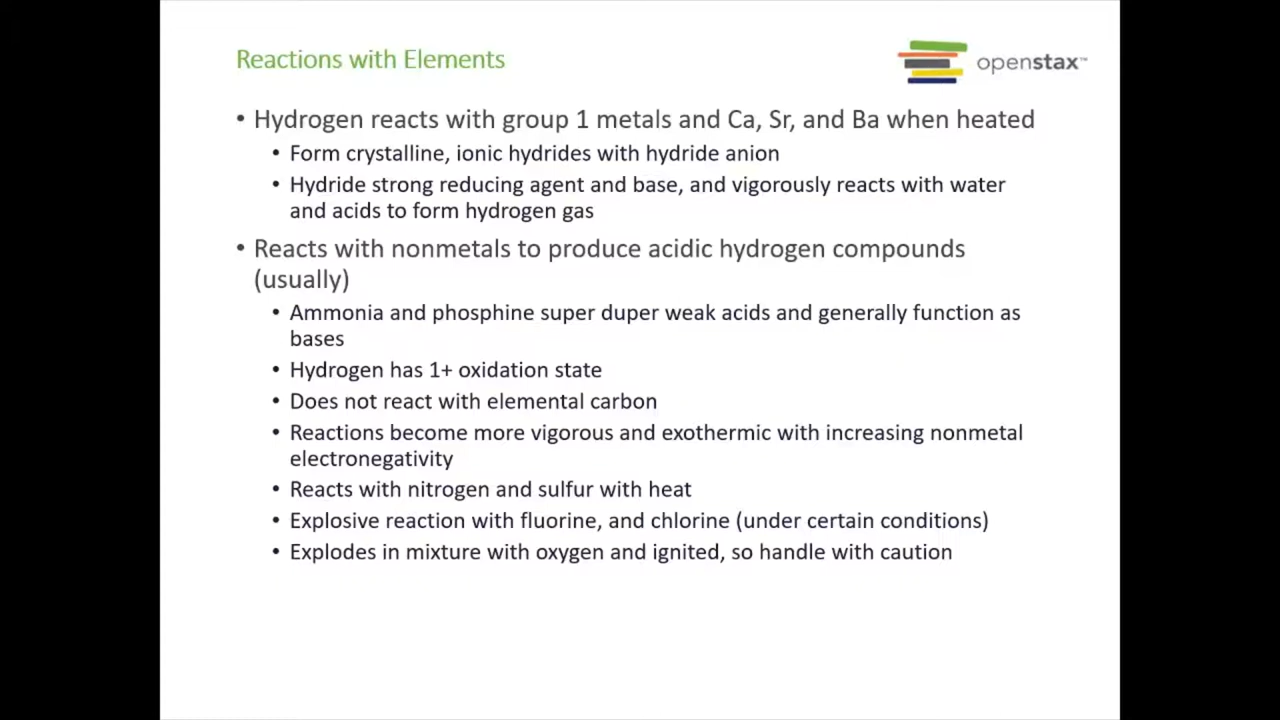 Reactions with Elements
openstax™
• Hydrogen reacts with group 1 metals and Ca, Sr, and Ba when heated
• Form crystalline, ionic hydrides with hydride anion
• Hydride strong reducing agent and base, and vigorously reacts with water
and acids to form hydrogen gas
• Reacts with nonmetals to produce acidic hydrogen compounds
(usually)
• Ammonia and phosphine super duper weak acids and generally function as
bases
• Hydrogen has 1+ oxidation state
• Does not react with elemental carbon
• Reactions become more vigorous and exothermic with increasing nonmetal
electronegativity
• Reacts with nitrogen and sulfur with heat
• Explosive reaction with fluorine, and chlorine (under certain conditions)
• Explodes in mixture with oxygen and ignited, so handle with caution